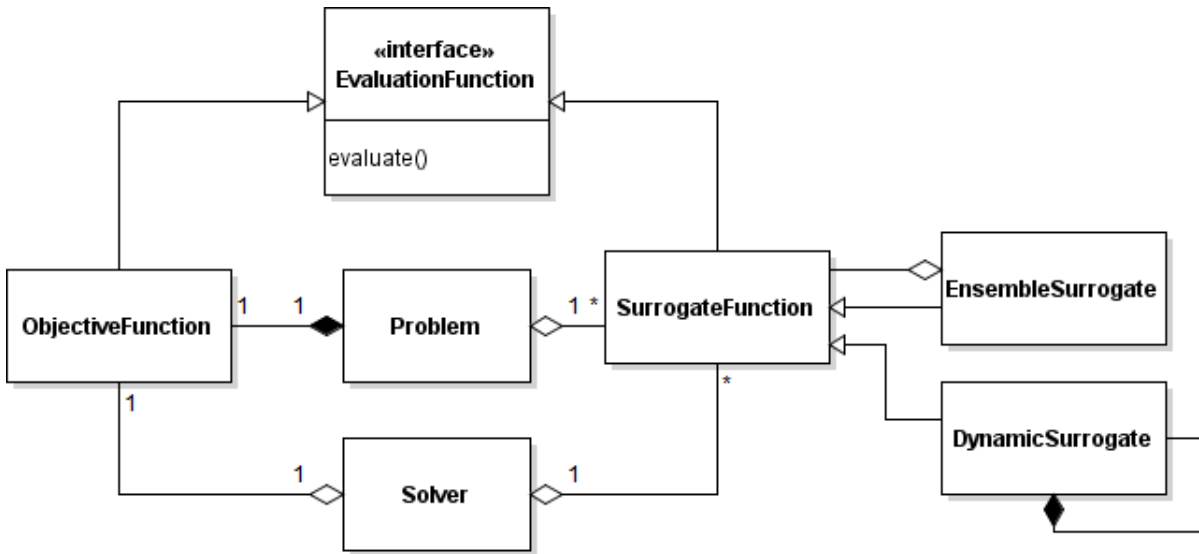 «interface»
EvaluationFunction
evaluate()
ObjectiveFunction
1
1
Problem
1
*
SurrogateFunction
EnsembleSurrogate
1
*
DynamicSurrogate
1
Solver
1